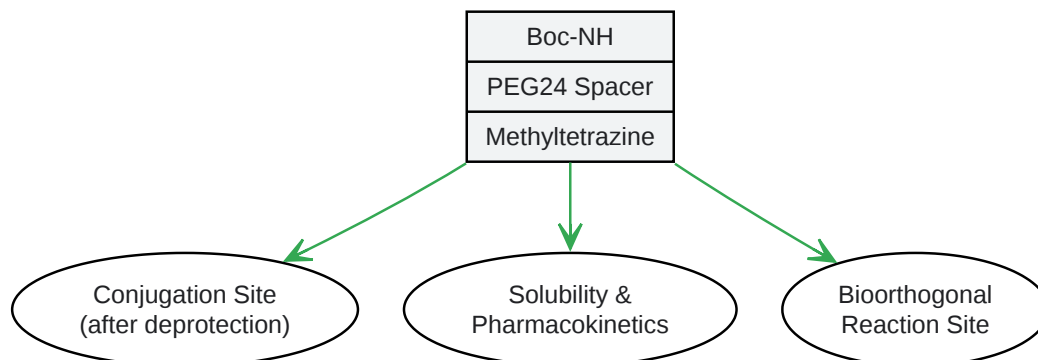 Boc-NH
PEG24 Spacer
Methyltetrazine
Conjugation Site
(after deprotection)
Solubility &
Pharmacokinetics
Bioorthogonal
Reaction Site